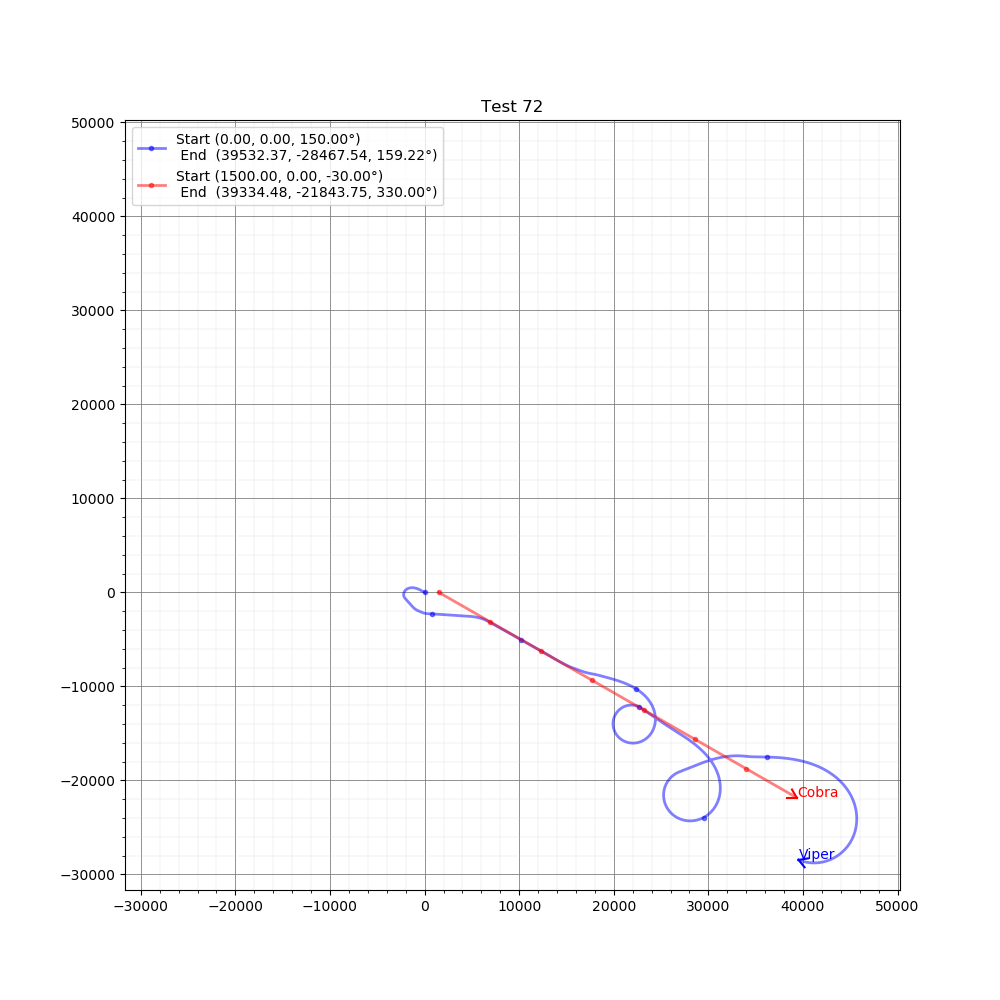 Test 72
50000
40000
30000
20000
10000
0
−10000
−20000
−30000
Start (0.00, 0.00, 150.00°)
End  (39532.37, -28467.54, 159.22°)
Start (1500.00, 0.00, -30.00°)
End  (39334.48, -21843.75, 330.00°)
Cobra
Viper
−30000 −20000 −10000 0 10000 20000 30000 40000 50000